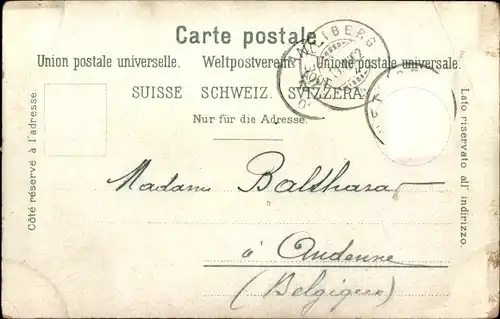 Carte postale.
Union postale universelle. Weltpostverein. Unione postale universale.
SUISSE SCHWEIZ. SVIZZERA.
Nur für die Adresse.
Côté réservé à l'adresse.
Lato riservato all' indirizzo.
Madame Balthasar
à Andenne
(Belgique)